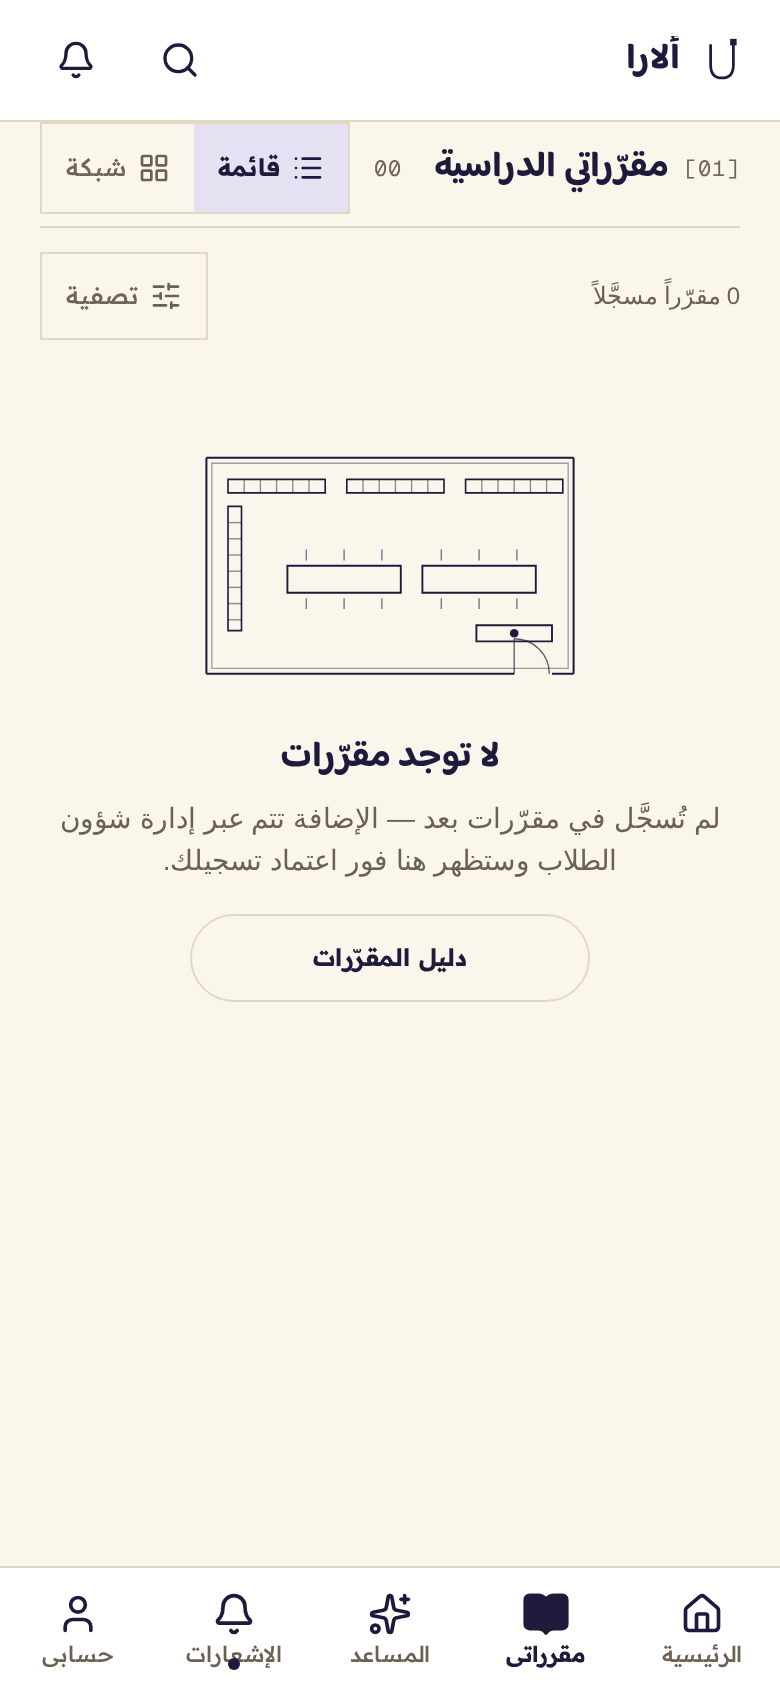 ألارا
[01] مقرّراتي الدراسية 00 قائمة شبكة
0 مقرّراً مسجَّلاً تصفية
لا توجد مقرّرات
لم تُسجَّل في مقرّرات بعد — الإضافة تتم عبر إدارة شؤون
الطلاب وستظهر هنا فور اعتماد تسجيلك.
دليل المقرّرات
الرئيسية مقرراتي المساعد الإشعارات حسابي